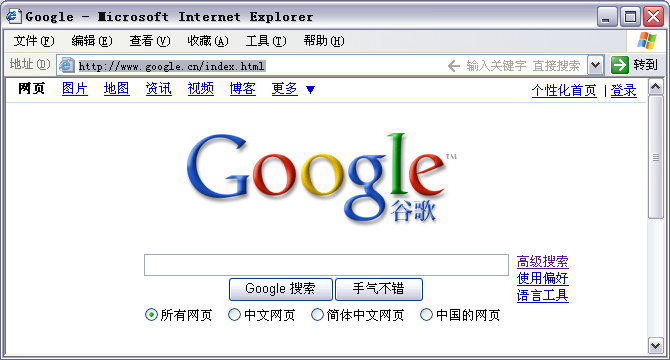 Google - Microsoft Internet Explorer
文件(F) 编辑(E) 查看(V) 收藏(A) 工具(T) 帮助(H)
地址(D) http://www.google.cn/index.html 输入关键字 直接搜索 转到
网页 图片 地图 资讯 视频 博客 更多 ▼ 个性化首页 | 登录
Google™
谷歌
高级搜索
Google 搜索 手气不错 使用偏好
语言工具
所有网页 中文网页 简体中文网页 中国的网页